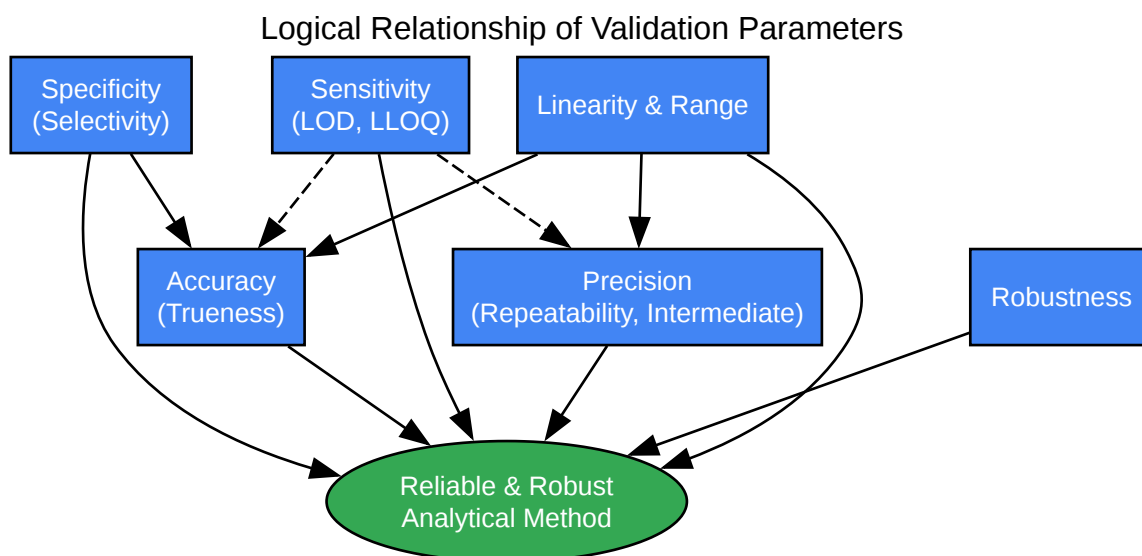 Logical Relationship of Validation Parameters
Specificity
(Selectivity)
Sensitivity
(LOD, LLOQ)
Linearity & Range
Accuracy
(Trueness)
Precision
(Repeatability, Intermediate)
Robustness
Reliable & Robust
Analytical Method